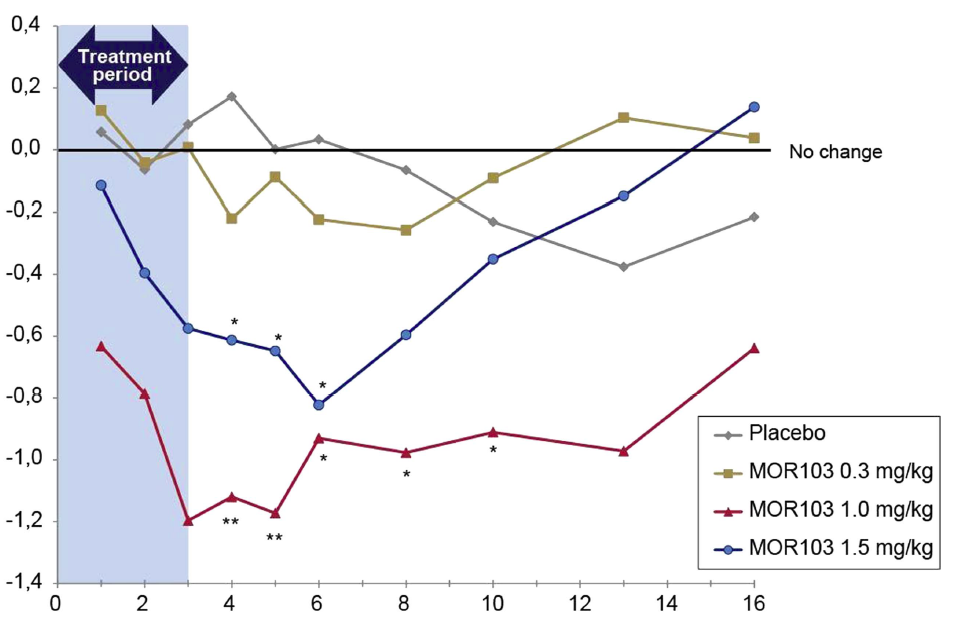 0,4
Treatment
period
0,2
0,0
No change
-0,2
-0,4
*
*
-0,6
*
-0,8
*
*
*
-1,0
**
**
-1,2
-1,4
Placebo
MOR103 0.3 mg/kg
MOR103 1.0 mg/kg
MOR103 1.5 mg/kg
0 2 4 6 8 10 12 14 16